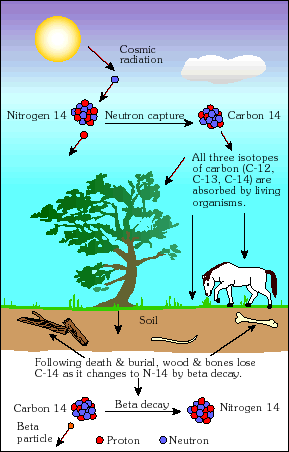 Cosmic
radiation
Nitrogen 14
Neutron capture
Carbon 14
All three isotopes
of carbon (C-12,
C-13, C-14) are
absorbed by living
organisms.
Soil
Following death & burial, wood & bones lose
C-14 as it changes to N-14 by beta decay.
Carbon 14
Beta decay
Nitrogen 14
Beta
particle
Proton
Neutron